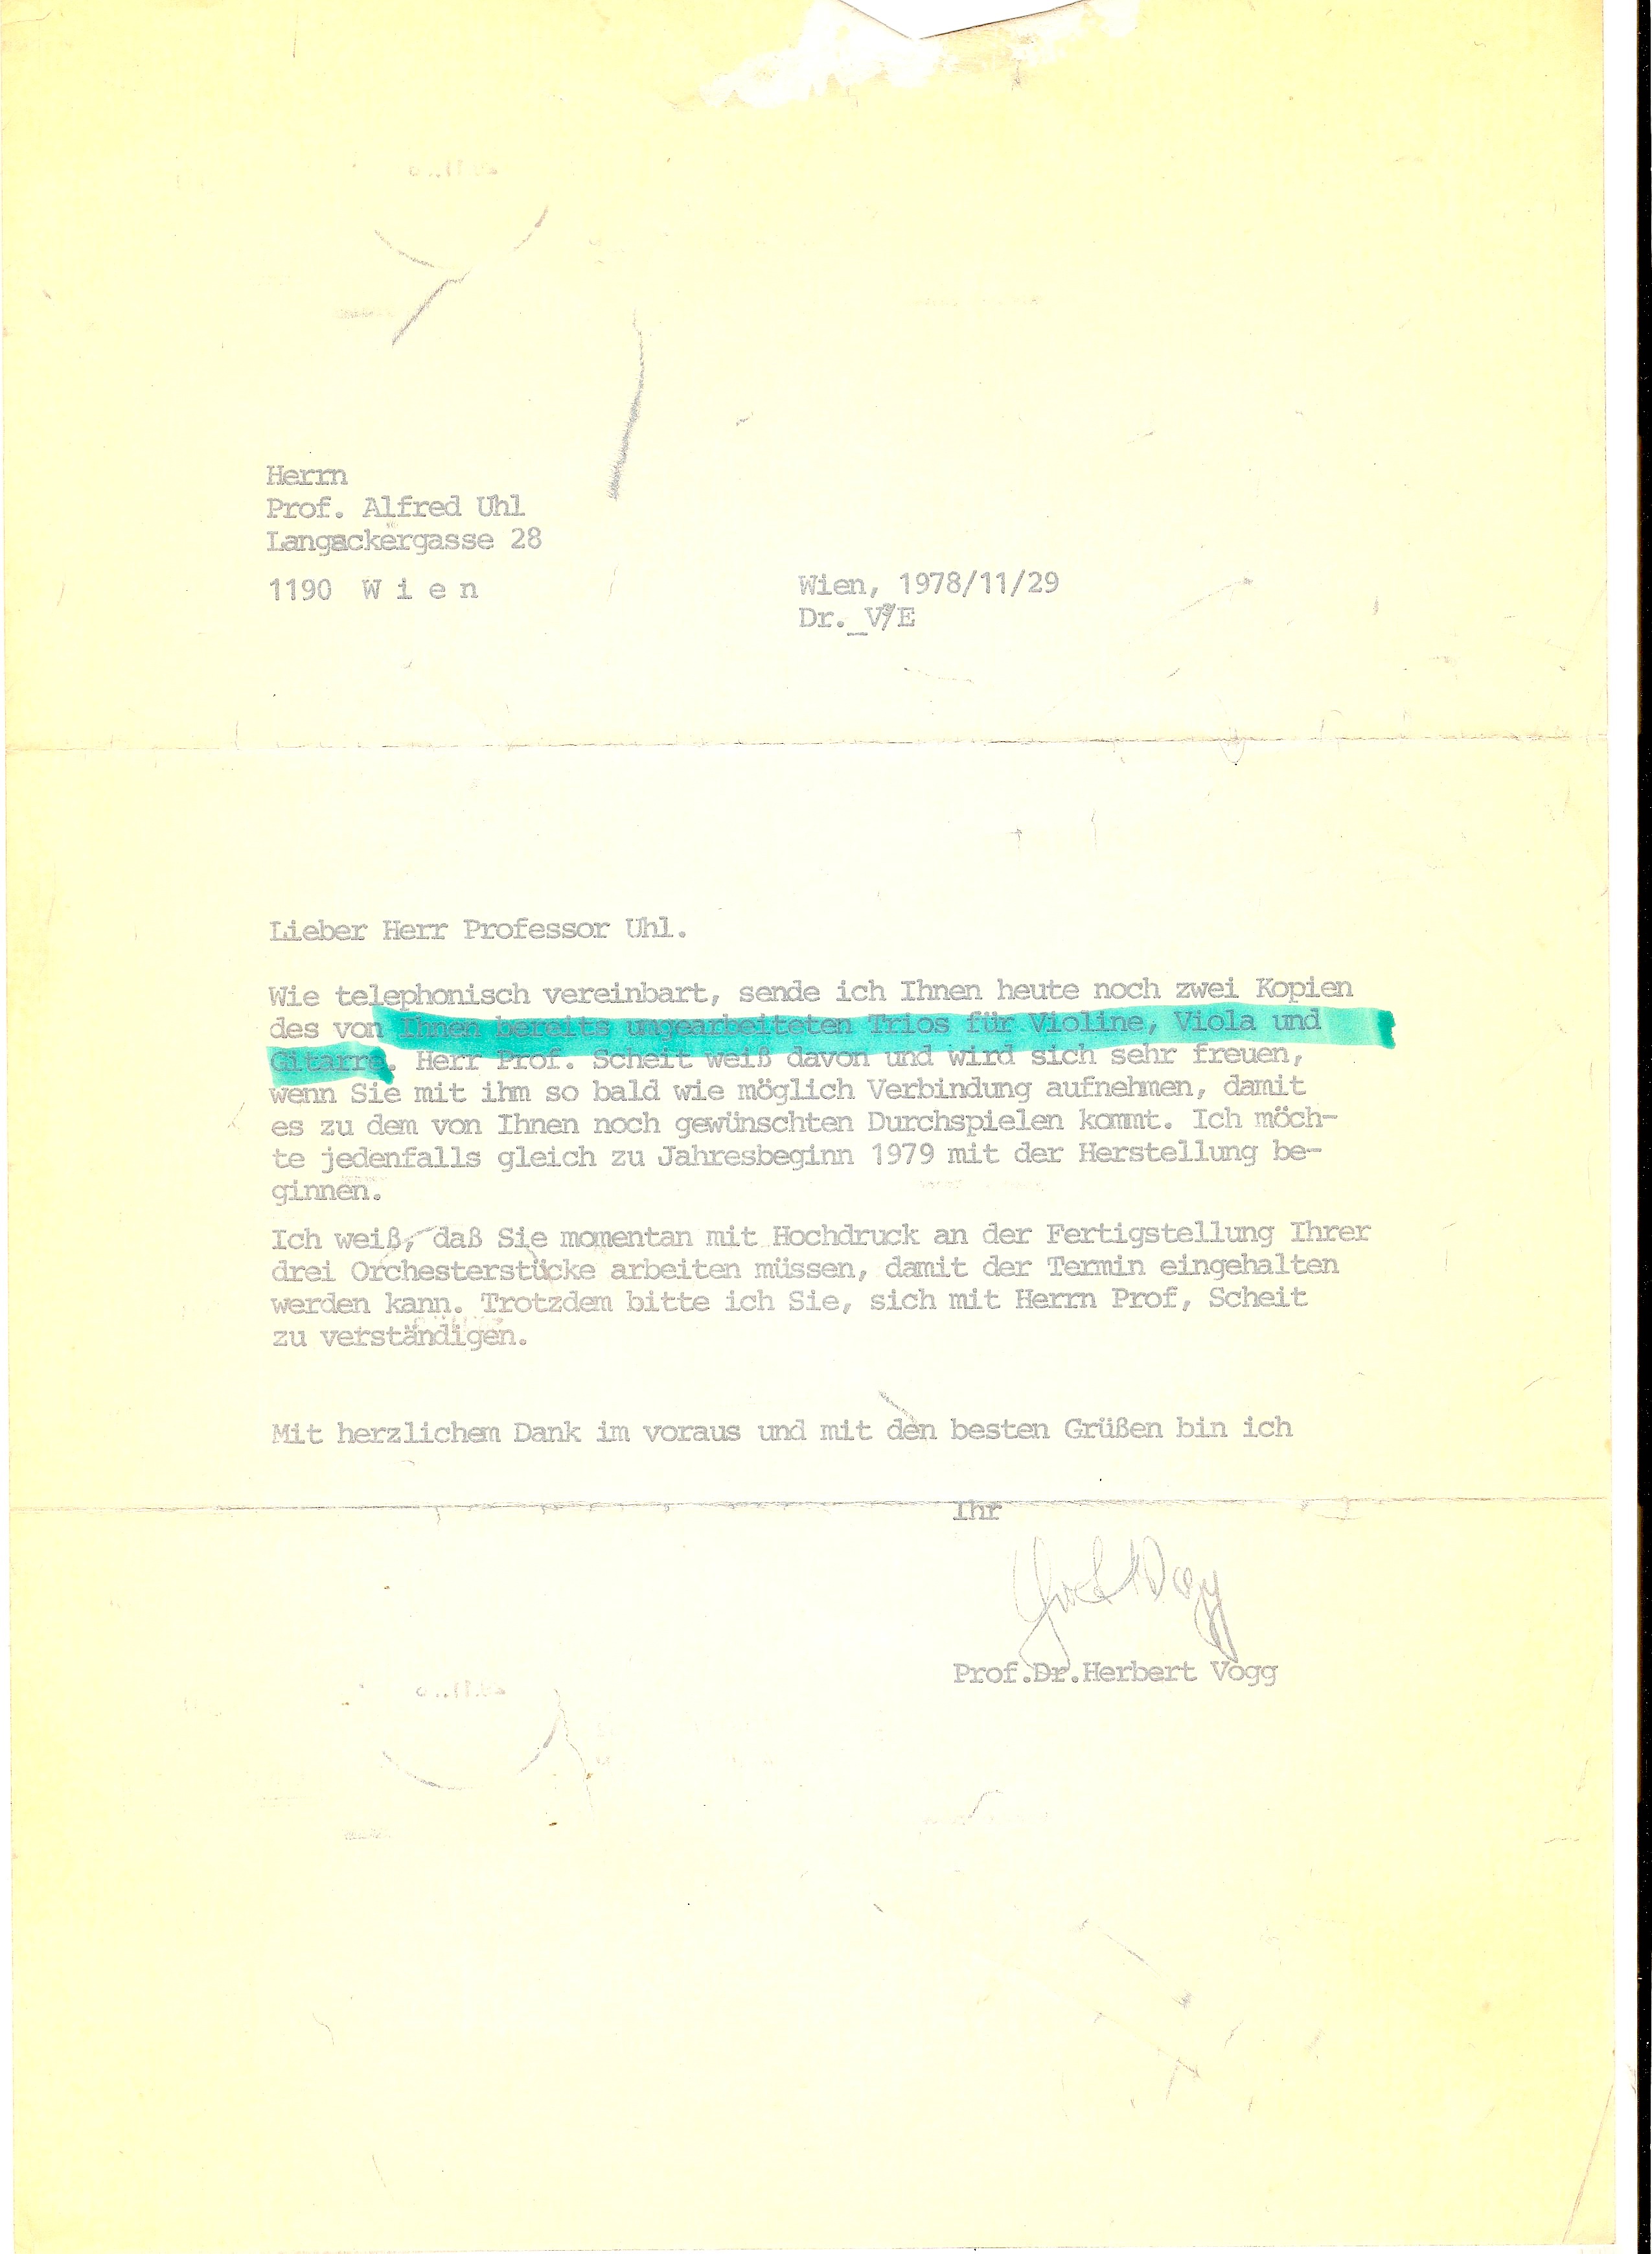 Herrn
Prof. Alfred Uhl
Langackergasse 28
1190 W i e n
Wien, 1978/11/29
Dr._V/E
Lieber Herr Professor Uhl.
Wie telephonisch vereinbart, sende ich Ihnen heute noch zwei Kopien
des von Ihnen bereits umgearbeiteten Trios für Violine, Viola und
Gitarre. Herr Prof. Scheit weiß davon und wird sich sehr freuen,
wenn Sie mit ihm so bald wie möglich Verbindung aufnehmen, damit
es zu dem von Ihnen noch gewünschten Durchspielen kommt. Ich möch-
te jedenfalls gleich zu Jahresbeginn 1979 mit der Herstellung be-
ginnen.
Ich weiß, daß Sie momentan mit Hochdruck an der Fertigstellung Ihrer
drei Orchesterstücke arbeiten müssen, damit der Termin eingehalten
werden kann. Trotzdem bitte ich Sie, sich mit Herrn Prof, Scheit
zu verständigen.
Mit herzlichem Dank im voraus und mit den besten Grüßen bin ich
Ihr
Prof.Dr.Herbert Vogg